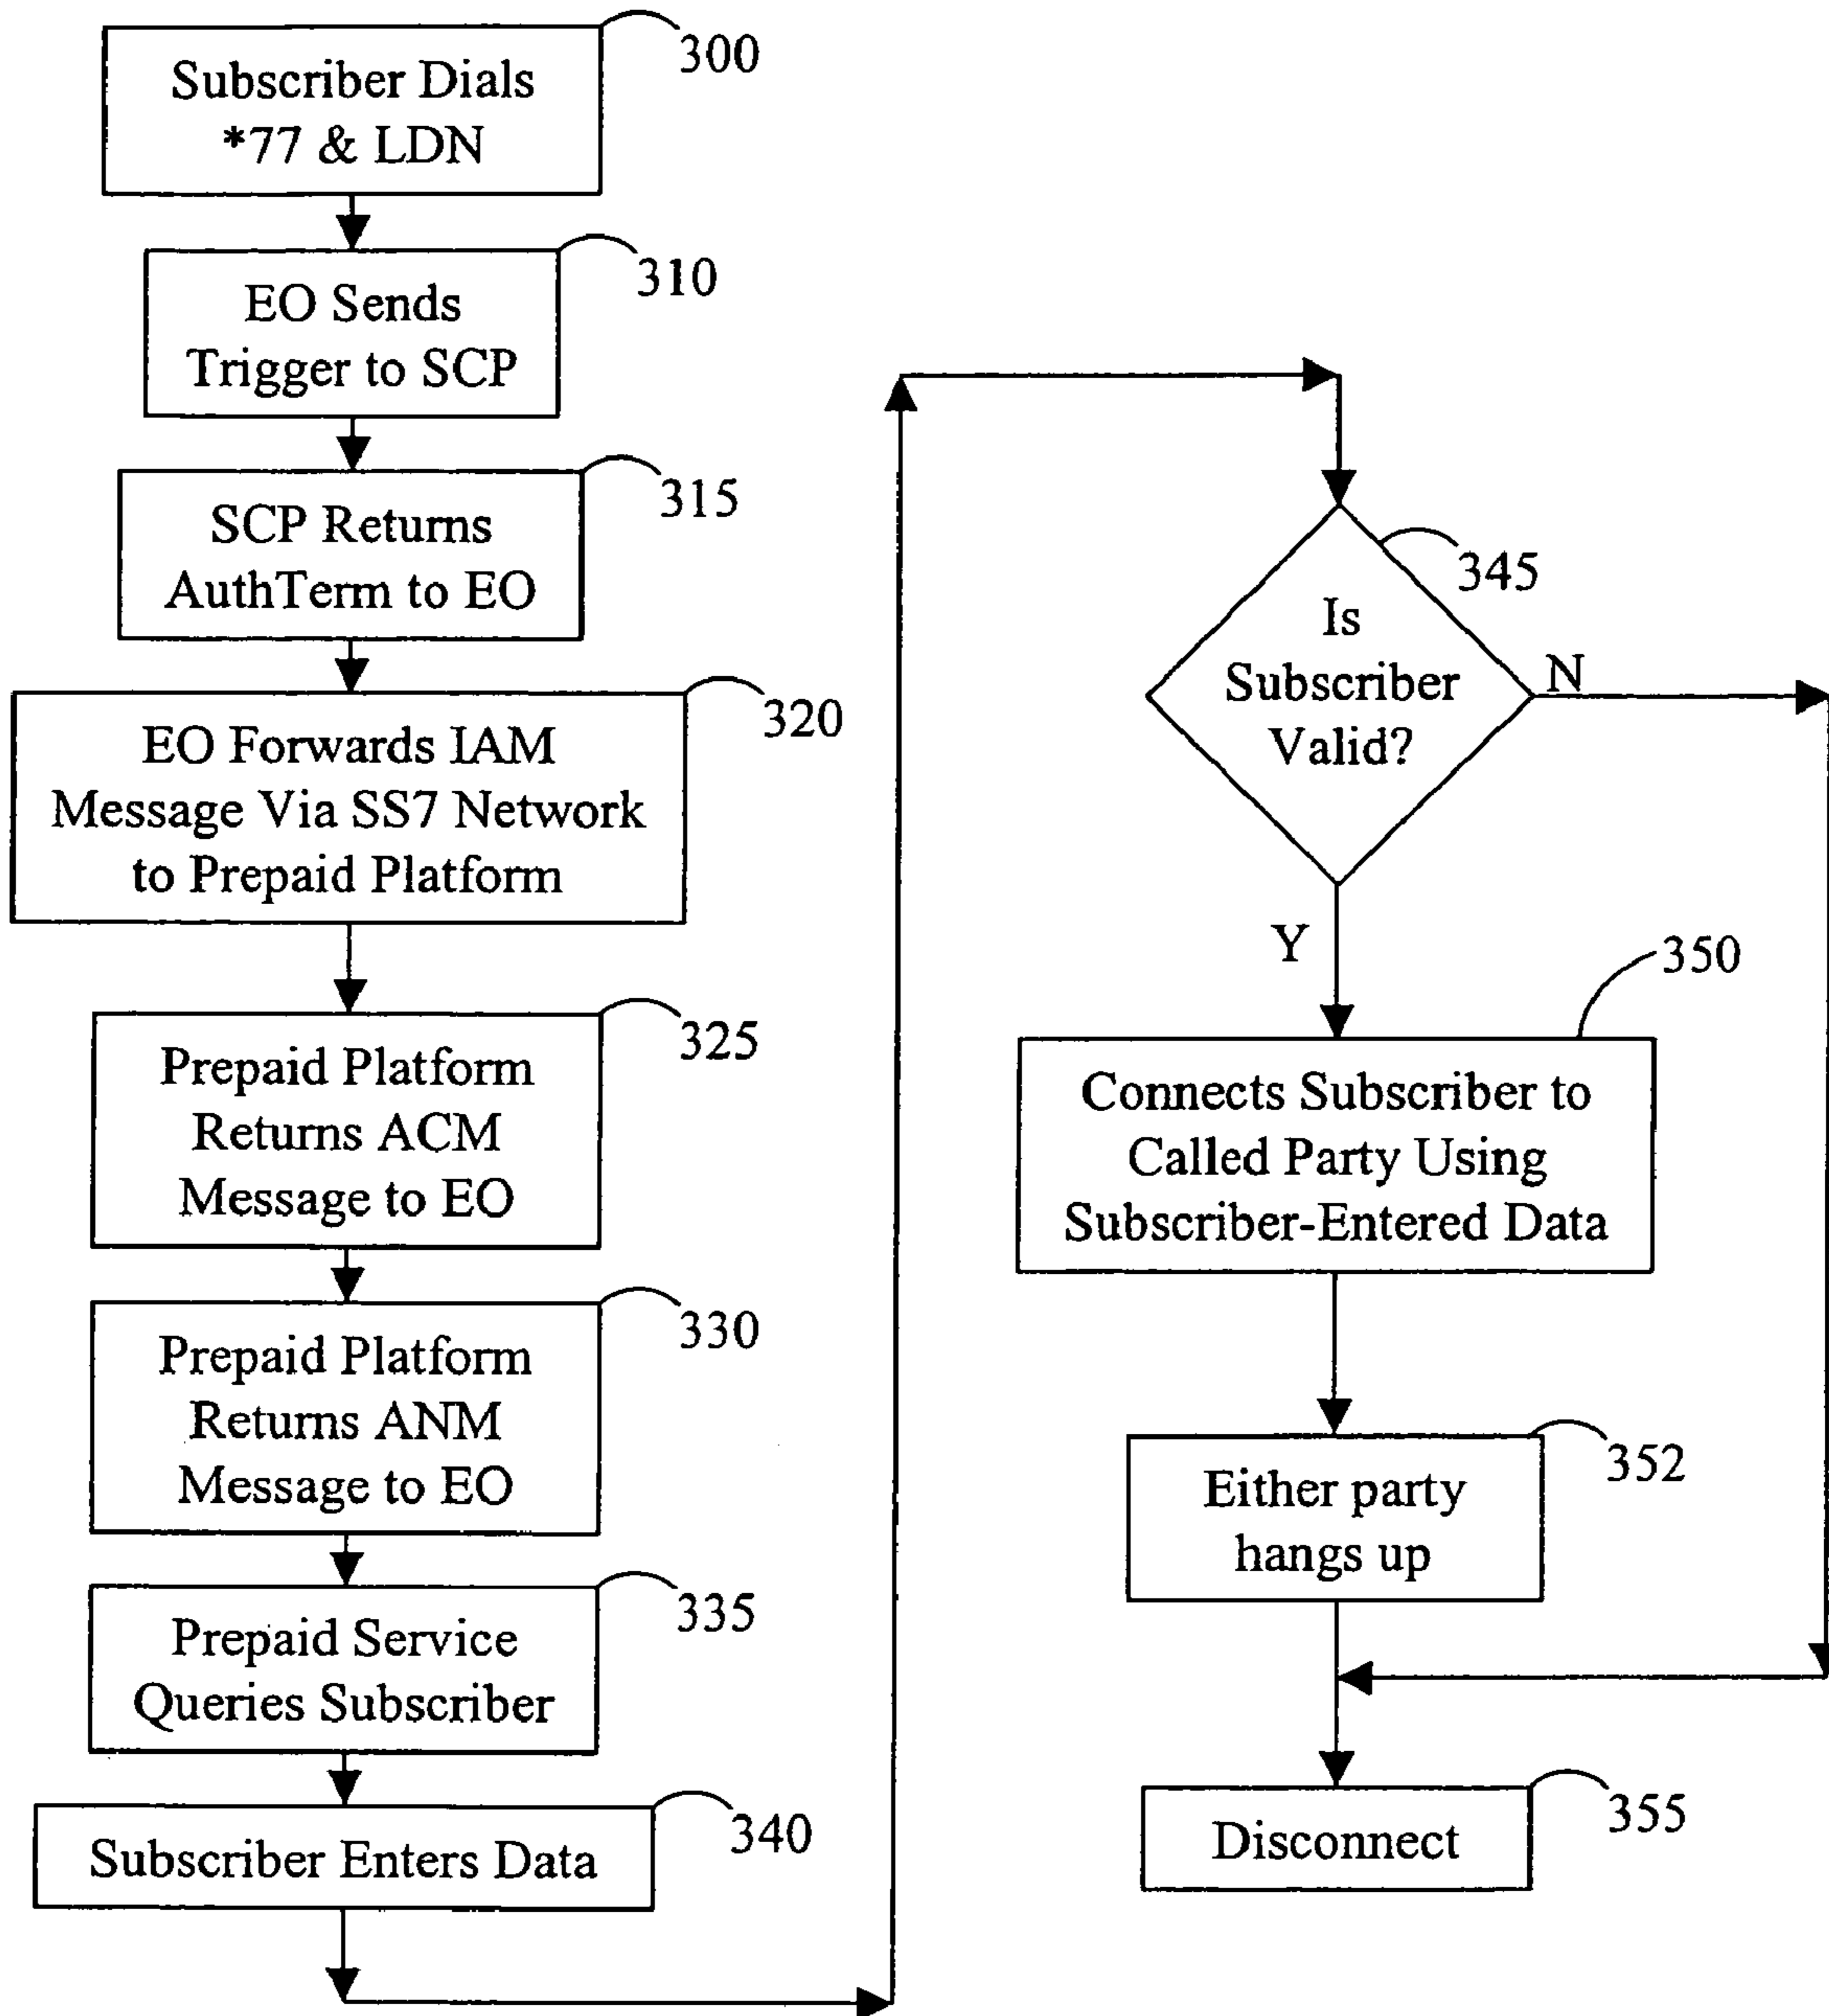 300
Subscriber Dials
*77 & LDN
310
EO Sends
Trigger to SCP
315
SCP Returns
AuthTerm to EO
320
EO Forwards IAM
Message Via SS7 Network
to Prepaid Platform
325
Prepaid Platform
Returns ACM
Message to EO
330
Prepaid Platform
Returns ANM
Message to EO
335
Prepaid Service
Queries Subscriber
340
Subscriber Enters Data
345
Is
Subscriber
Valid?
N
Y
350
Connects Subscriber to
Called Party Using
Subscriber-Entered Data
352
Either party
hangs up
355
Disconnect